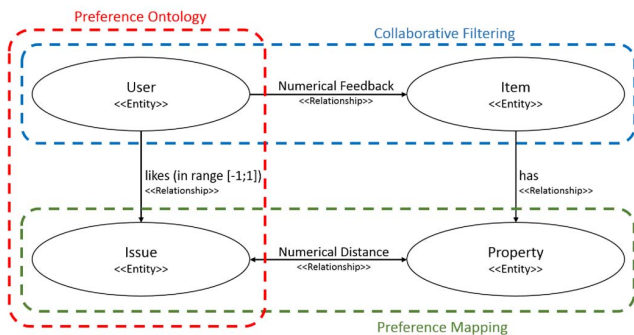 Preference Ontology
Collaborative Filtering
User
<<Entity>>
Numerical Feedback
<<Relationship>>
Item
<<Entity>>
likes (in range [-1;1])
<<Relationship>>
has
<<Relationship>>
Issue
<<Entity>>
Numerical Distance
<<Relationship>>
Property
<<Entity>>
Preference Mapping